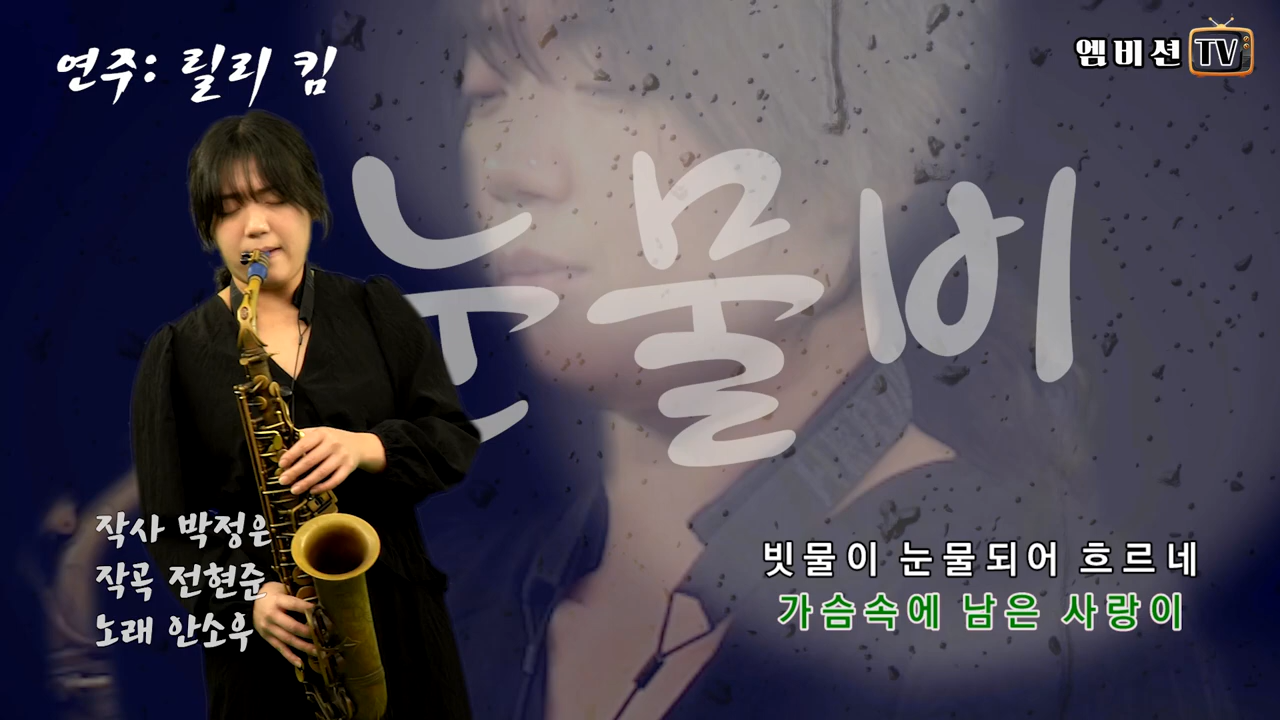 연주: 릴리 킴
엠비션 TV
눈물비
작사 박정은
작곡 전현준
노래 안소우
빗물이 눈물되어 흐르네
가슴속에 남은 사랑이